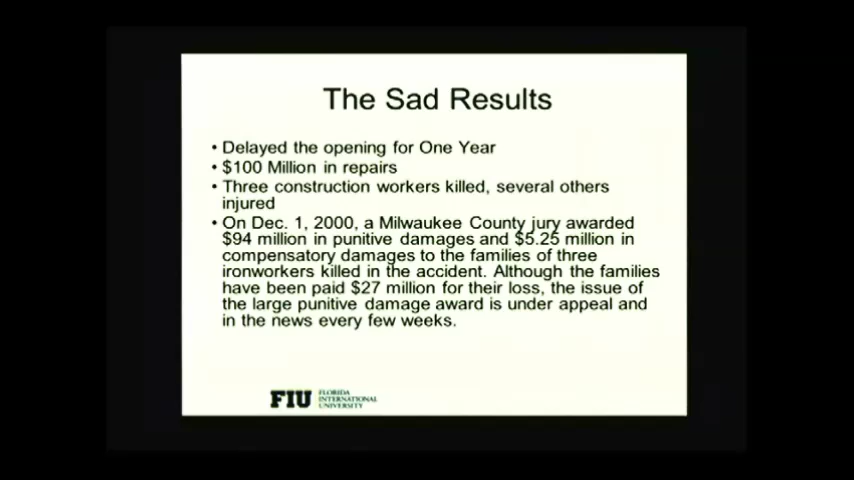 The Sad Results
• Delayed the opening for One Year
• $100 Million in repairs
• Three construction workers killed, several others
injured
• On Dec. 1, 2000, a Milwaukee County jury awarded
$94 million in punitive damages and $5.25 million in
compensatory damages to the families of three
ironworkers killed in the accident. Although the families
have been paid $27 million for their loss, the issue of
the large punitive damage award is under appeal and
in the news every few weeks.
FIU
FLORIDA
INTERNATIONAL
UNIVERSITY